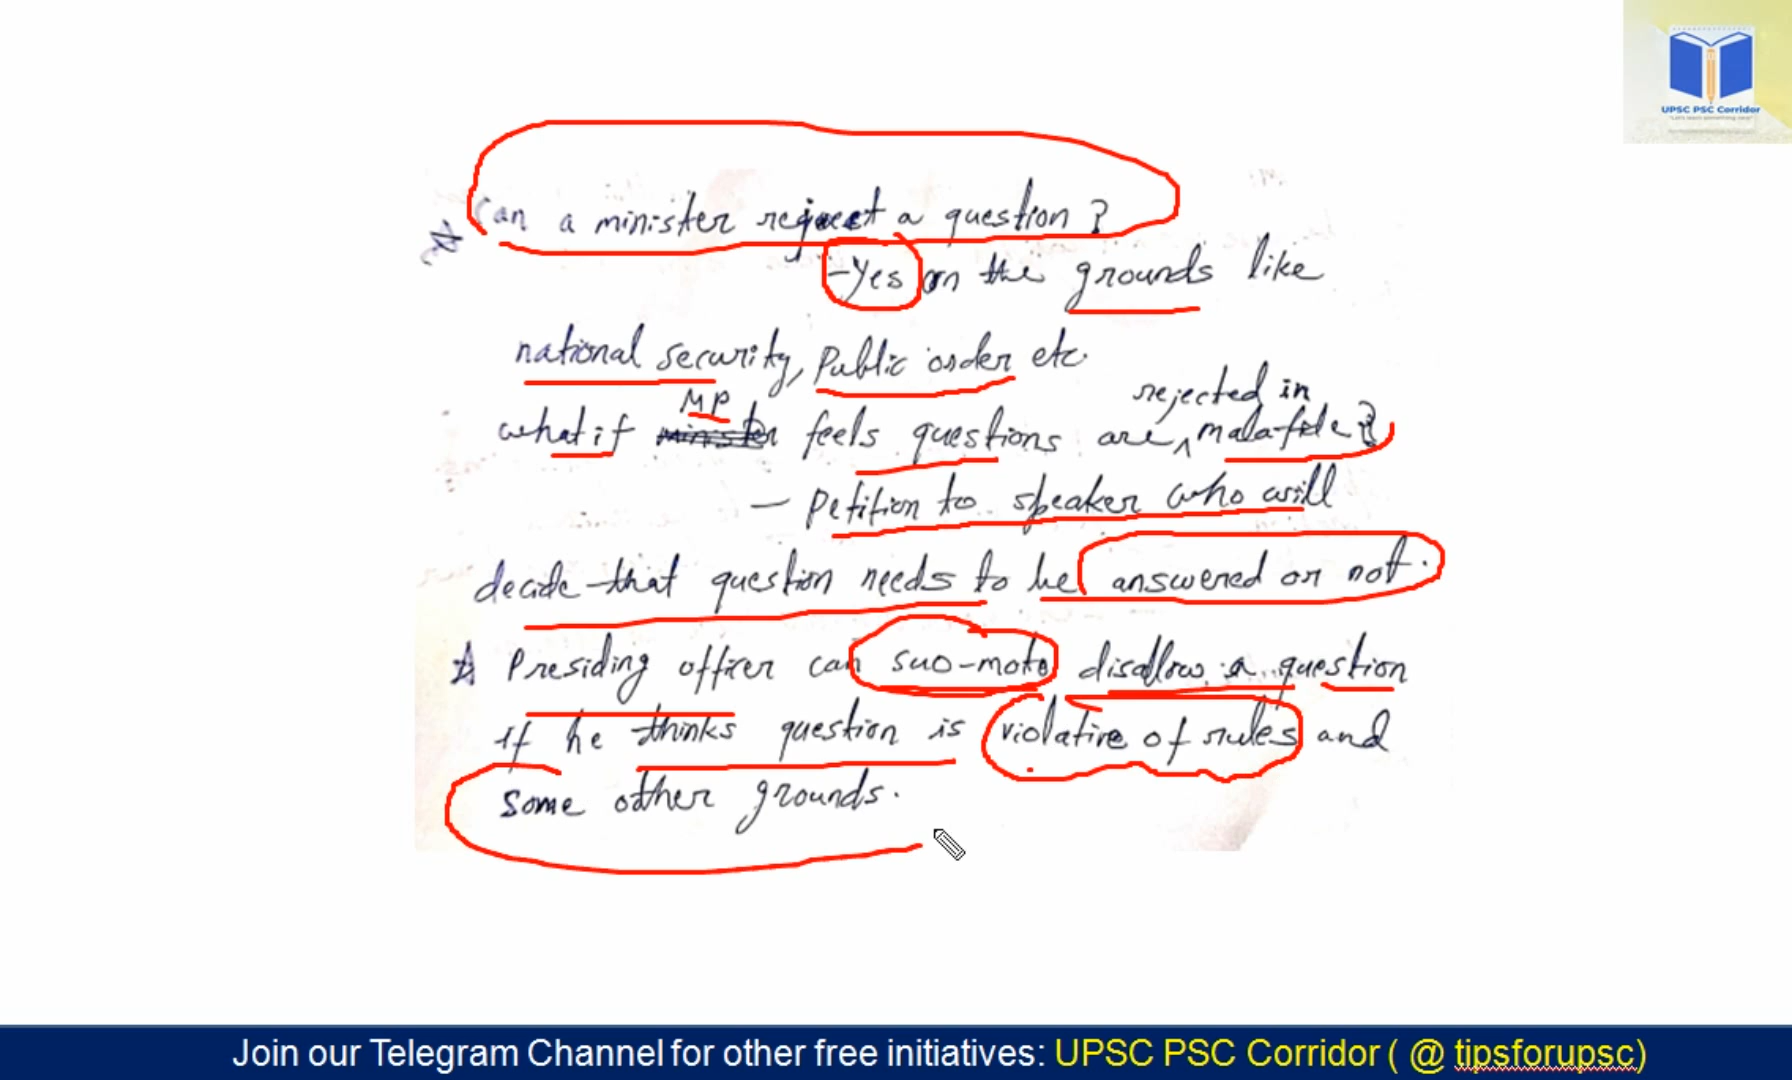 UPSC PSC Corridor
Can a minister reject a question?
-Yes on the grounds like
national security, Public order etc.
MP rejected in
what if minister feels questions are ^ malafide?
- Petition to speaker who will
decide that question needs to be answered or not.
Presiding officer can suo-moto disallow a question
If he thinks question is violative of rules and
some other grounds.
Join our Telegram Channel for other free initiatives: UPSC PSC Corridor ( @ tipsforupsc)